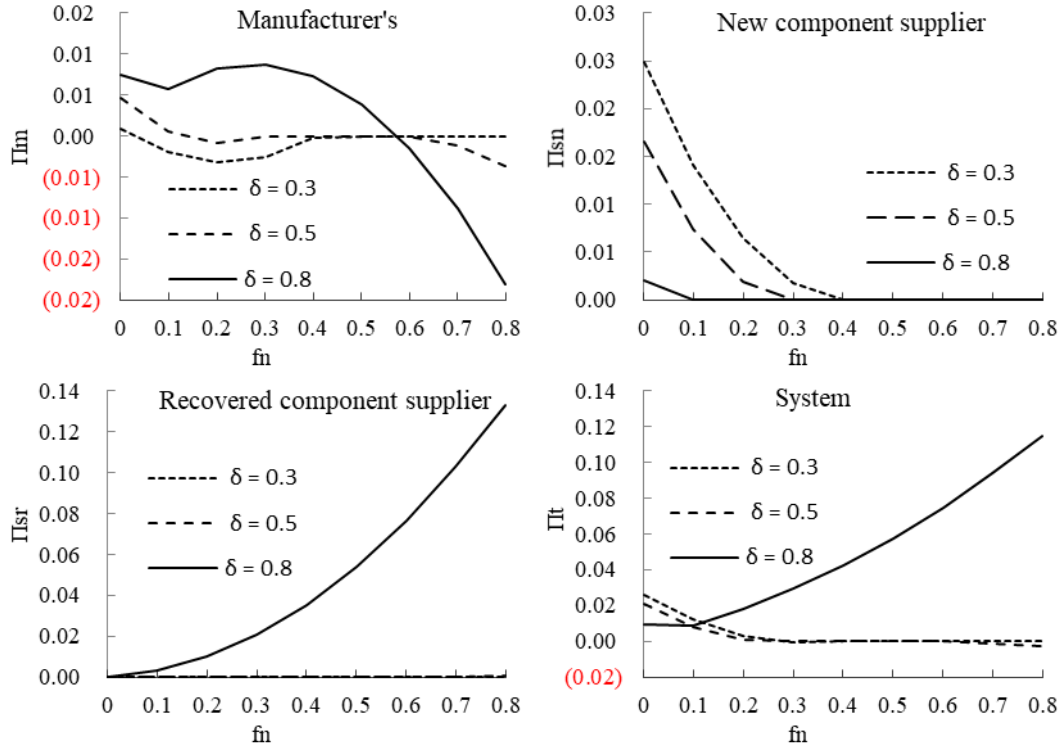 Manufacturer's
0.02
0.01
0.01
0.00
(0.01)
(0.01)
(0.02)
(0.02)
Πm
δ = 0.3
δ = 0.5
δ = 0.8
0 0.1 0.2 0.3 0.4 0.5 0.6 0.7 0.8
fn
New component supplier
0.03
0.03
0.02
0.02
0.01
0.01
0.00
Πsn
δ = 0.3
δ = 0.5
δ = 0.8
0 0.1 0.2 0.3 0.4 0.5 0.6 0.7 0.8
fn
Recovered component supplier
0.14
0.12
0.10
0.08
0.06
0.04
0.02
0.00
Πsr
δ = 0.3
δ = 0.5
δ = 0.8
0 0.1 0.2 0.3 0.4 0.5 0.6 0.7 0.8
fn
System
0.14
0.12
0.10
0.08
0.06
0.04
0.02
0.00
(0.02)
Πt
δ = 0.3
δ = 0.5
δ = 0.8
0 0.1 0.2 0.3 0.4 0.5 0.6 0.7 0.8
fn